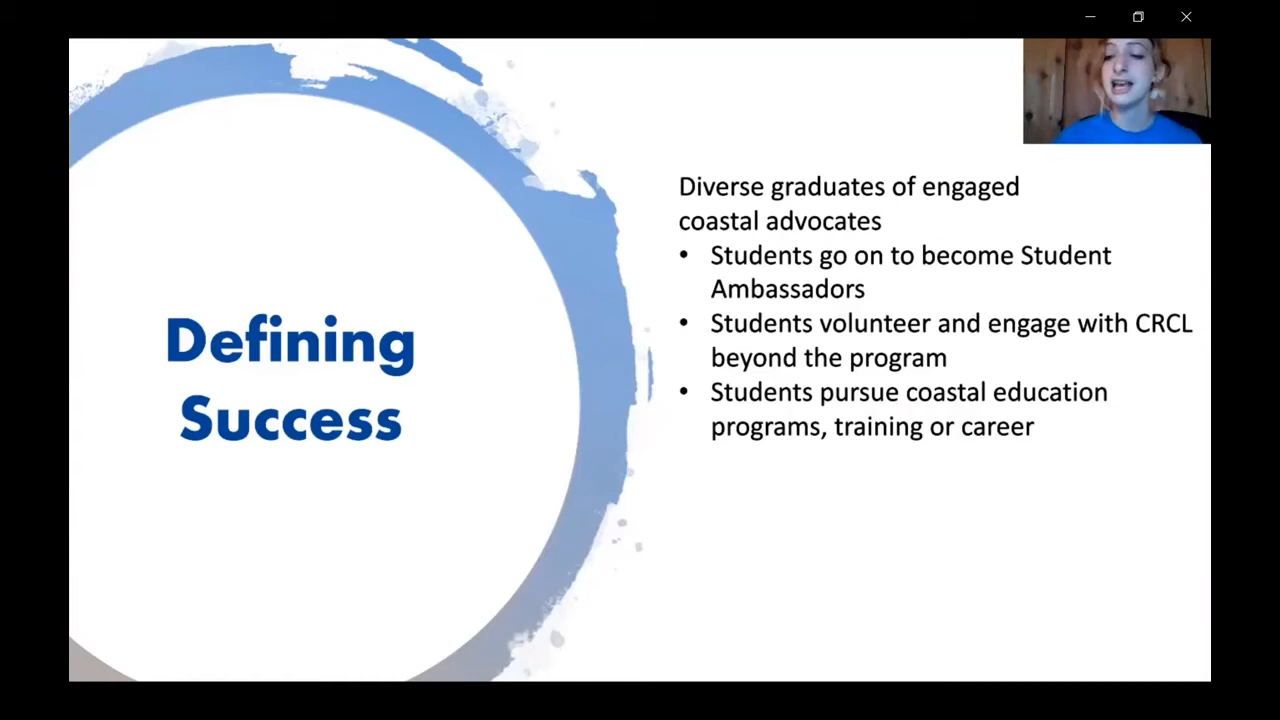 Defining
Success
Diverse graduates of engaged
coastal advocates
• Students go on to become Student
Ambassadors
• Students volunteer and engage with CRCL
beyond the program
• Students pursue coastal education
programs, training or career